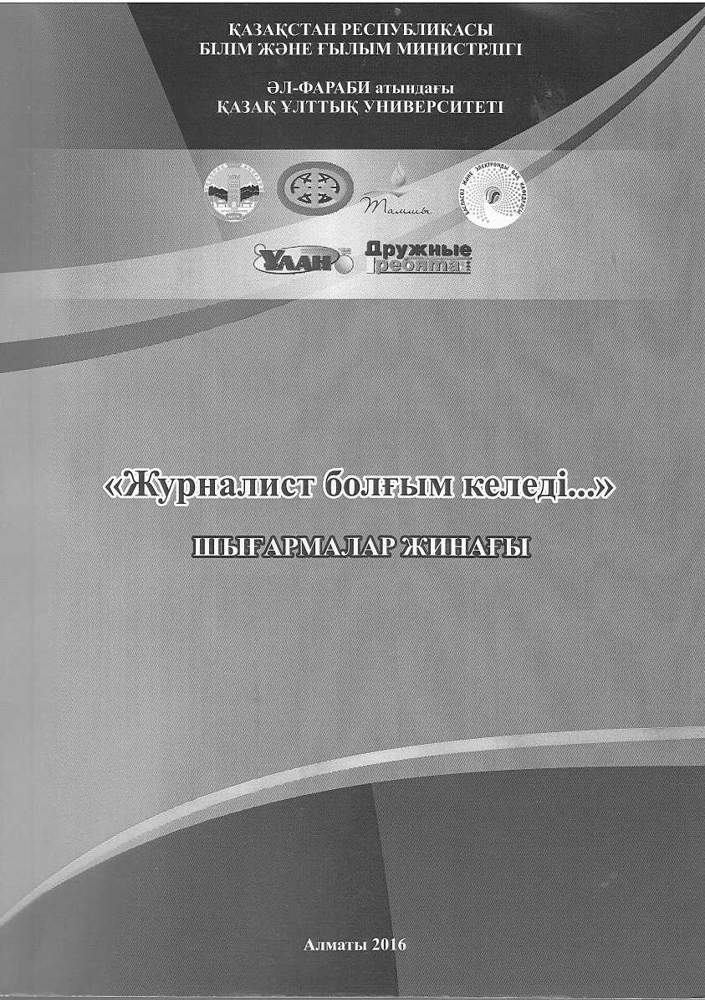 ҚАЗАҚСТАН РЕСПУБЛИКАСЫ
БІЛІМ ЖӘНЕ ҒЫЛЫМ МИНИСТРЛІГІ
ӘЛ-ФАРАБИ атындағы
ҚАЗАҚ ҰЛТТЫҚ УНИВЕРСИТЕТІ
Тамшы
БАСПАСӨЗ ЖӘНЕ ЭЛЕКТРОНДЫ БАҚ КАФЕДРАСЫ
ҰЛАН
Дружные
ребята
«Журналист болғым келеді...»
ШЫҒАРМАЛАР ЖИНАҒЫ
Алматы 2016